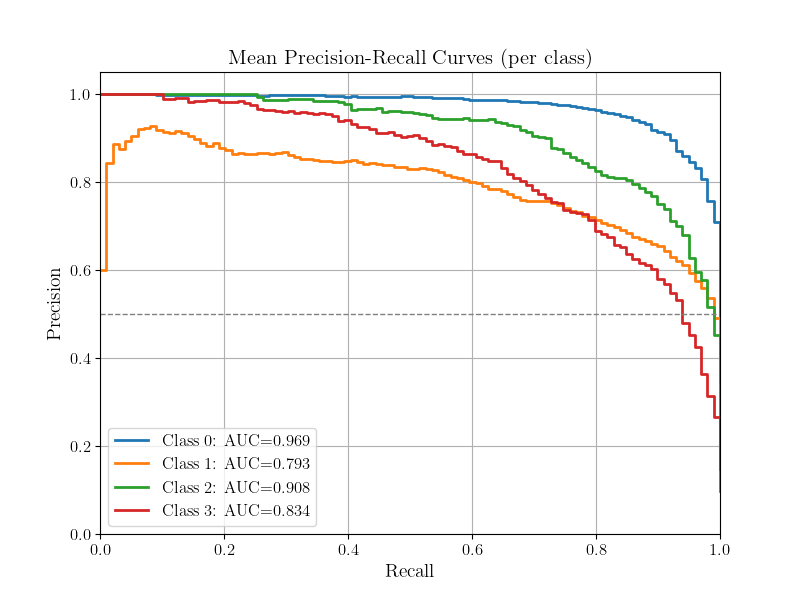 Mean Precision-Recall Curves (per class)
Precision
1.0
0.8
0.6
0.4
0.2
0.0
Class 0: AUC=0.969
Class 1: AUC=0.793
Class 2: AUC=0.908
Class 3: AUC=0.834
0.0 0.2 0.4 0.6 0.8 1.0
Recall